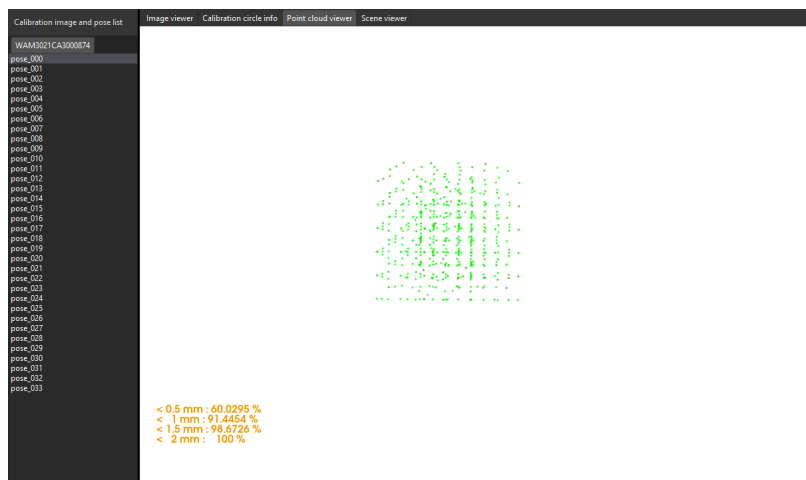 Calibration image and pose list
WAM3021CA3000874
pose_000
pose_001
pose_002
pose_003
pose_004
pose_005
pose_006
pose_007
pose_008
pose_009
pose_010
pose_011
pose_012
pose_013
pose_014
pose_015
pose_016
pose_017
pose_018
pose_019
pose_020
pose_021
pose_022
pose_023
pose_024
pose_025
pose_026
pose_027
pose_028
pose_029
pose_030
pose_031
pose_032
pose_033
Image viewer Calibration circle info Point cloud viewer Scene viewer
< 0.5 mm : 60.0295 %
< 1 mm : 91.4454 %
< 1.5 mm : 98.6726 %
< 2 mm : 100 %